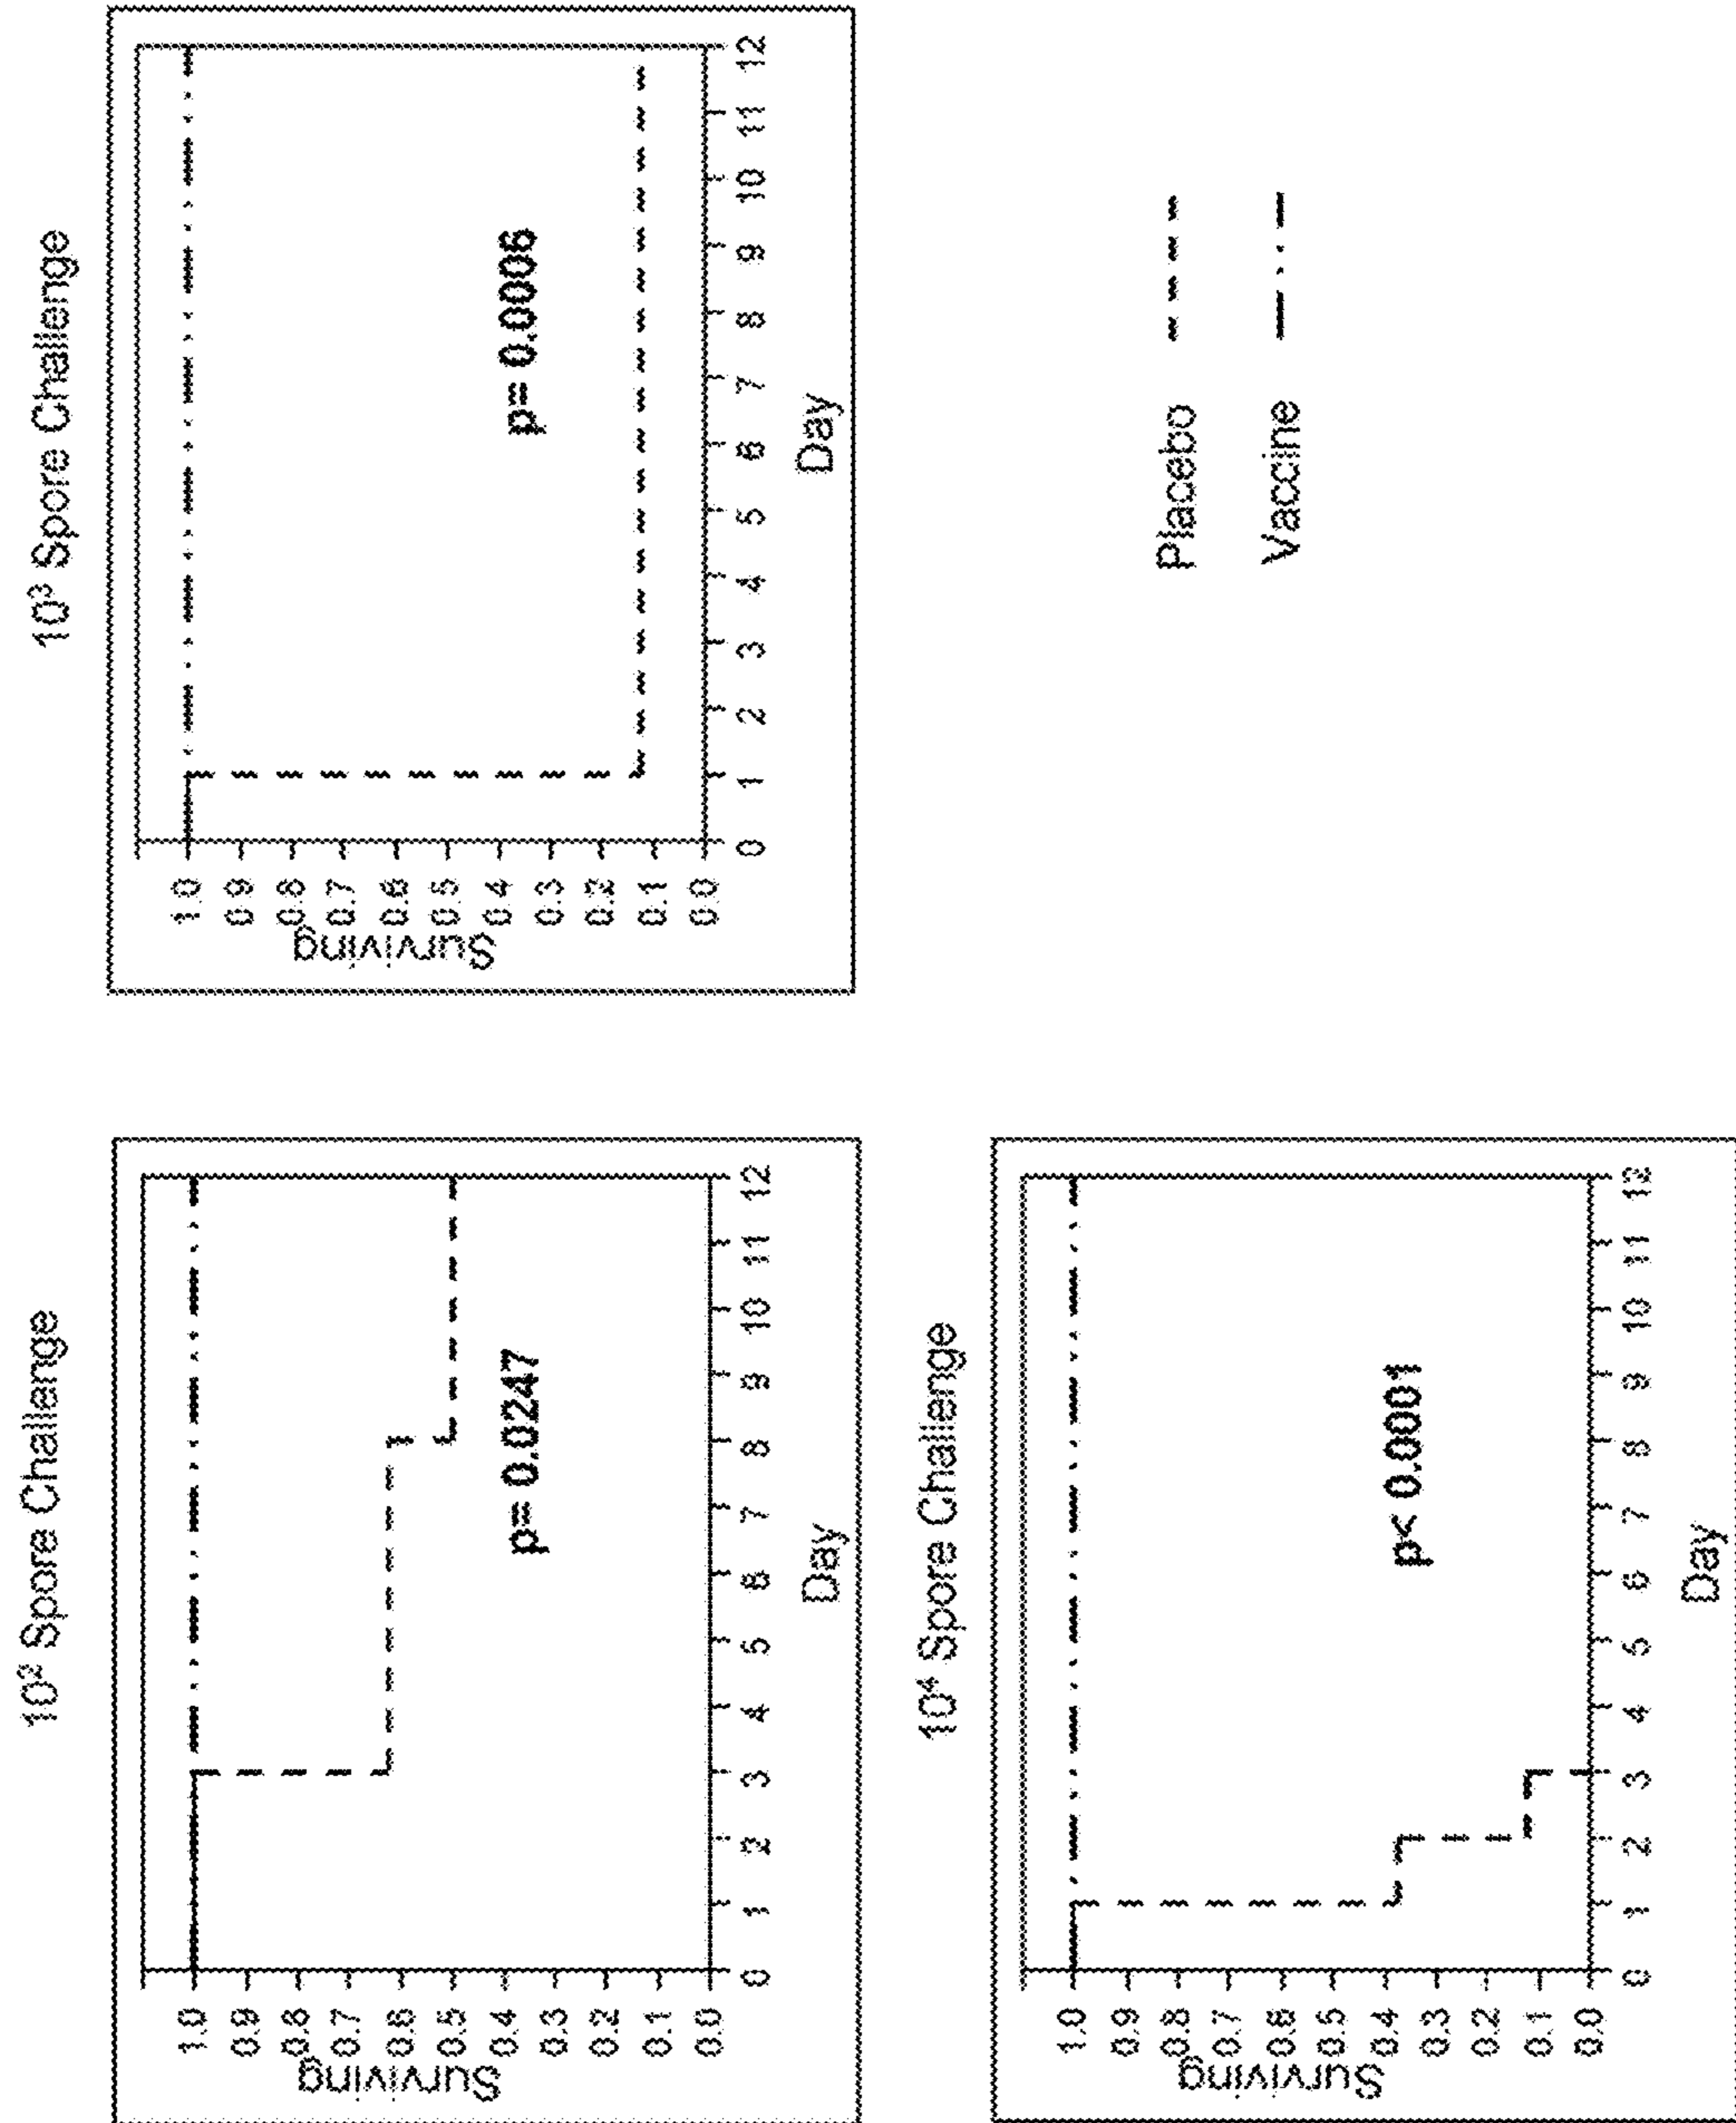 10² Spore Challenge
Surviving
1.0
0.9
0.8
0.7
0.6
0.5
0.4
0.3
0.2
0.1
0.0
p= 0.0247
0 1 2 3 4 5 6 7 8 9 10 11 12
Day
10³ Spore Challenge
Surviving
1.0
0.9
0.8
0.7
0.6
0.5
0.4
0.3
0.2
0.1
0.0
p= 0.0006
0 1 2 3 4 5 6 7 8 9 10 11 12
Day
10⁴ Spore Challenge
Surviving
1.0
0.9
0.8
0.7
0.6
0.5
0.4
0.3
0.2
0.1
0.0
p< 0.0001
0 1 2 3 4 5 6 7 8 9 10 11 12
Day
Placebo
Vaccine